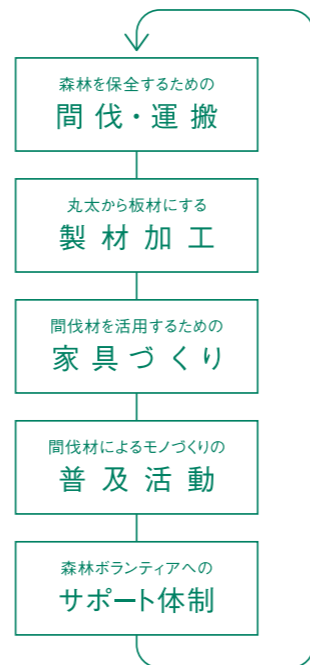 森林を保全するための
間伐・運搬
丸太から板材にする
製材加工
間伐材を活用するための
家具づくり
間伐材によるモノづくりの
普及活動
森林ボランティアへの
サポート体制